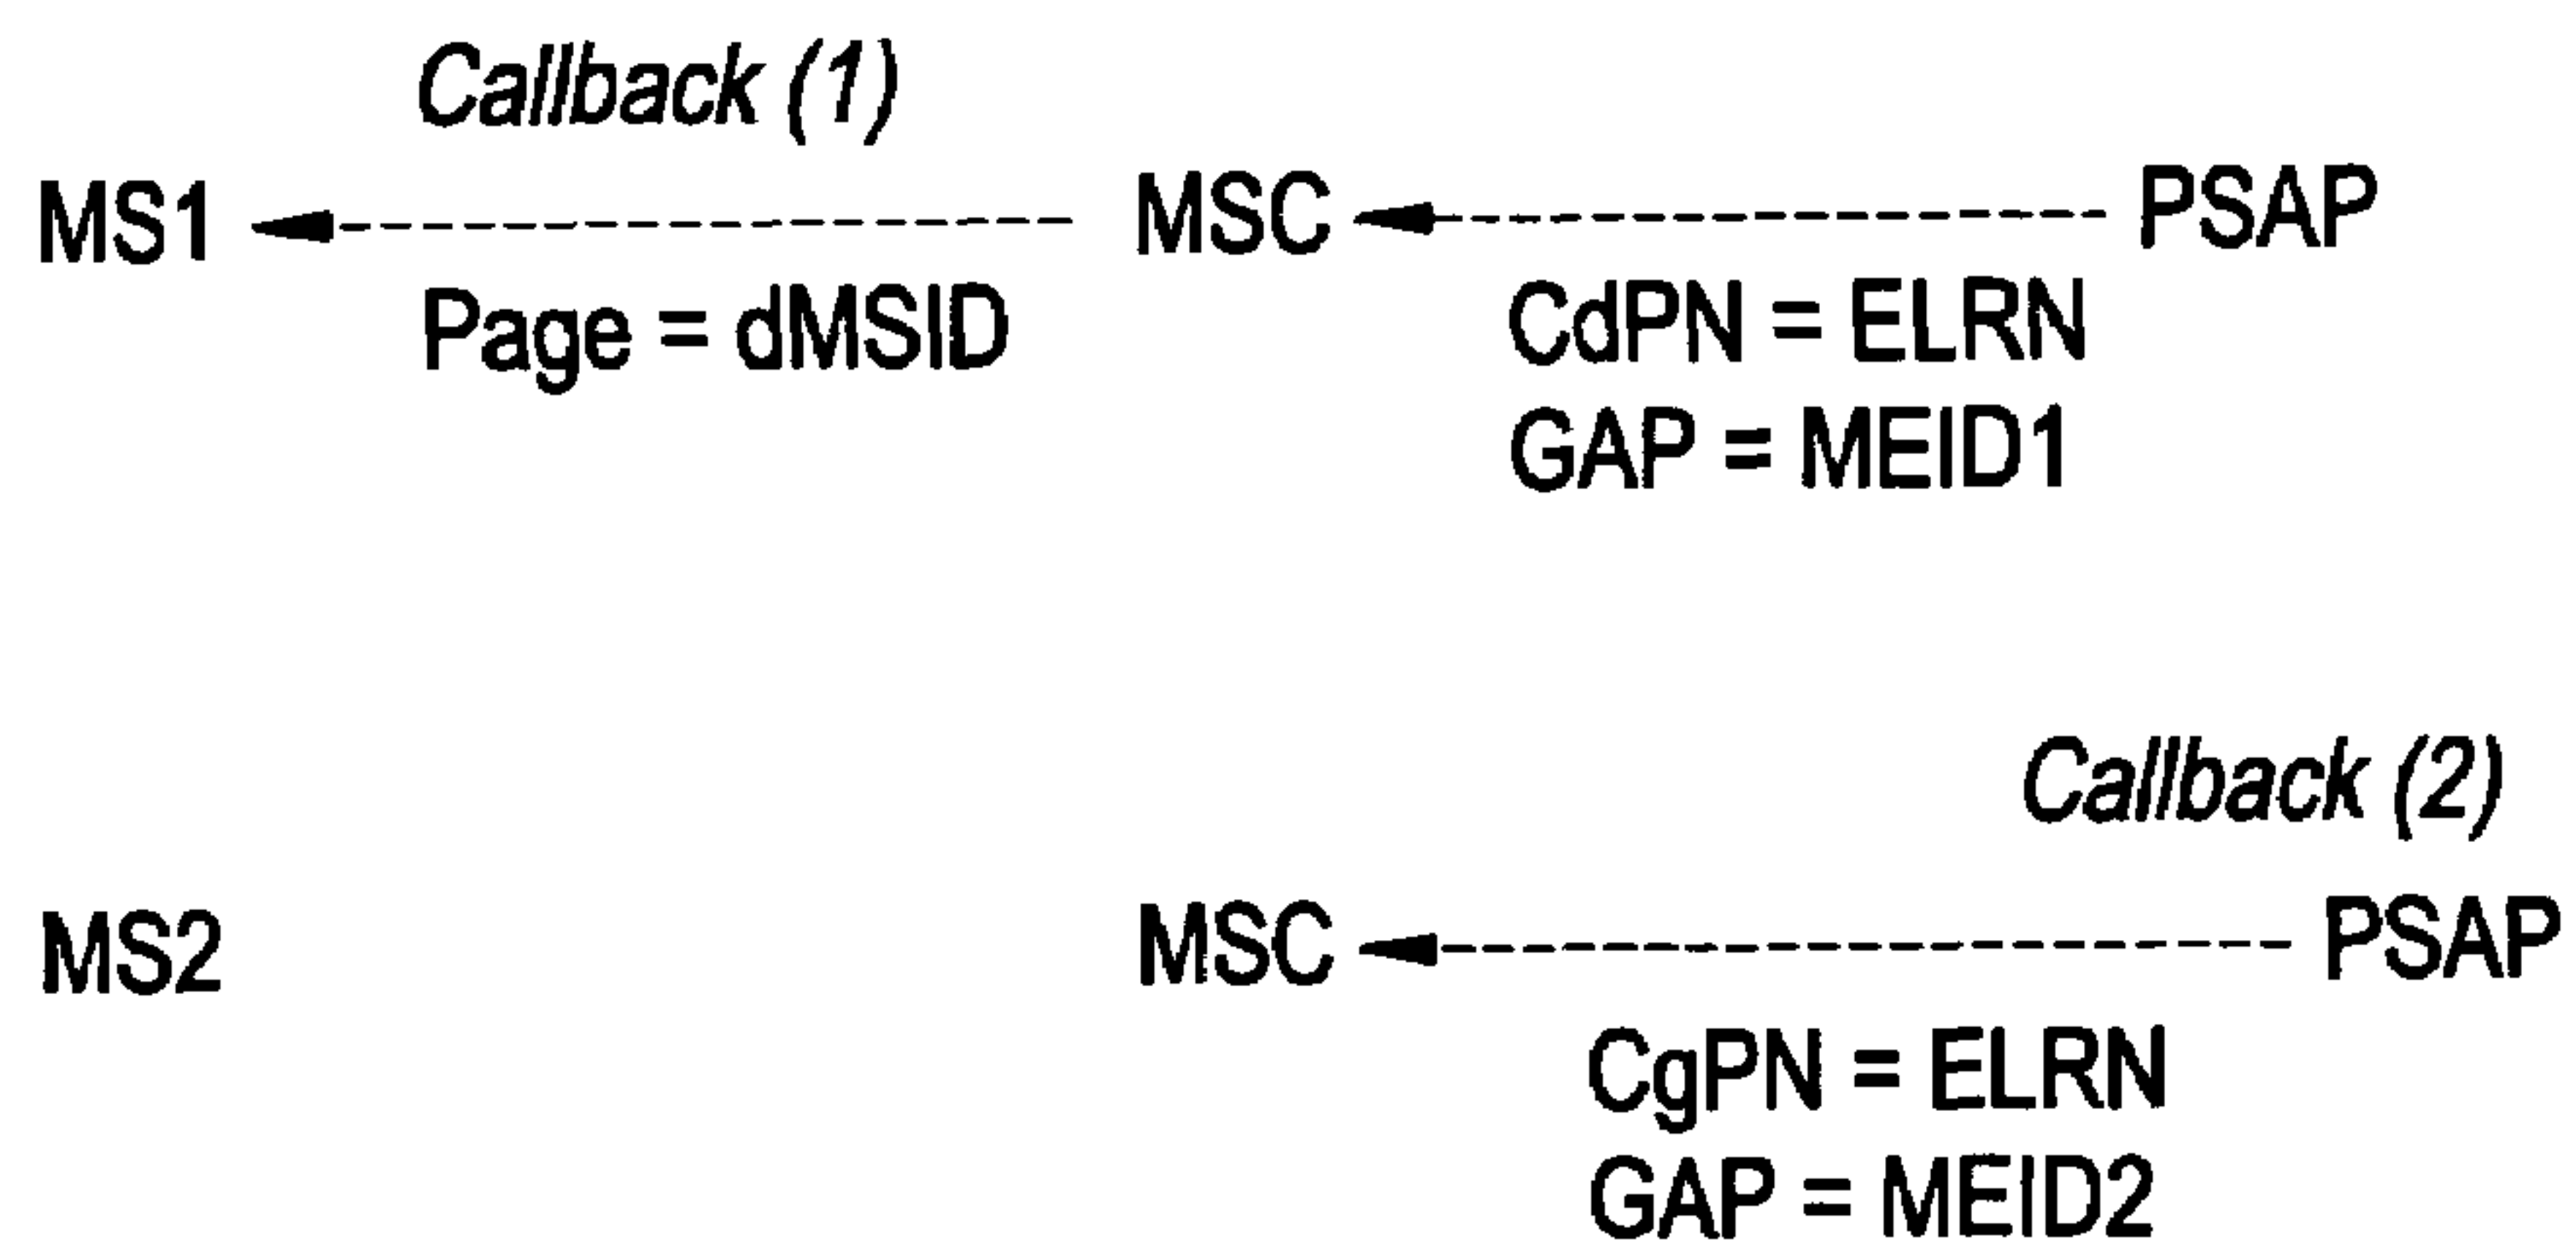 Callback (1)
MS1 MSC PSAP
Page = dMSID CdPN = ELRN
GAP = MEID1
Callback (2)
MS2 MSC PSAP
CgPN = ELRN
GAP = MEID2